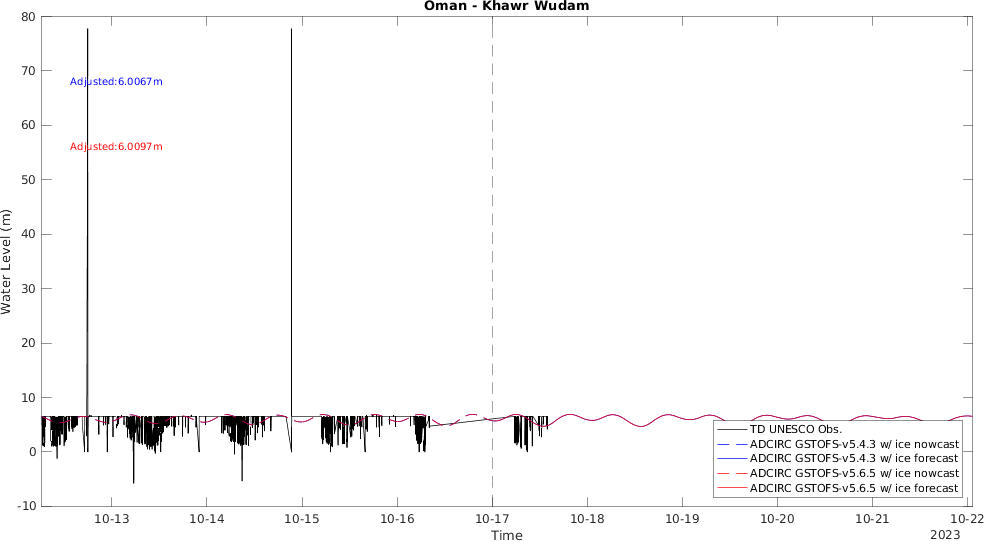 Oman - Khawr Wudam
80
70
60
50
40
30
20
10
0
-10
Water Level (m)
Adjusted:6.0067m
Adjusted:6.0097m
TD UNESCO Obs.
ADCIRC GSTOFS-v5.4.3 w/ ice nowcast
ADCIRC GSTOFS-v5.4.3 w/ ice forecast
ADCIRC GSTOFS-v5.6.5 w/ ice nowcast
ADCIRC GSTOFS-v5.6.5 w/ ice forecast
10-13 10-14 10-15 10-16 10-17 10-18 10-19 10-20 10-21 10-22
2023
Time